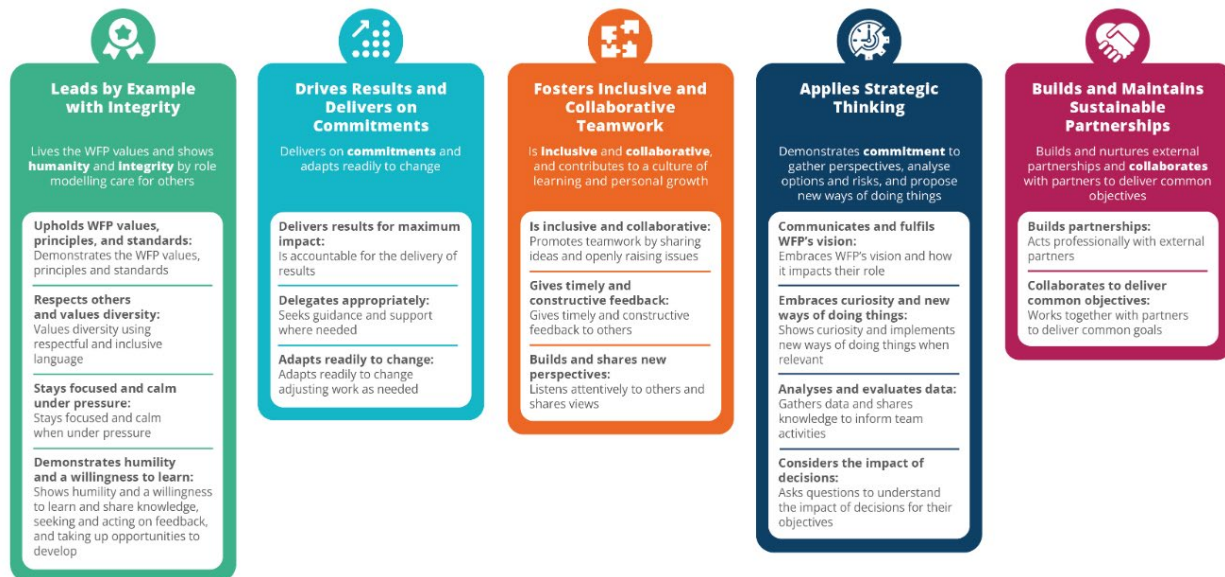 Leads by Example
with Integrity
Lives the WFP values and shows
humanity and integrity by role
modelling care for others
Upholds WFP values,
principles, and standards:
Demonstrates the WFP values,
principles and standards
Respects others
and values diversity:
Values diversity using
respectful and inclusive
language
Stays focused and calm
under pressure:
Stays focused and calm
when under pressure
Demonstrates humility
and a willingness to learn:
Shows humility and a willingness
to learn and share knowledge,
seeking and acting on feedback,
and taking up opportunities to
develop
Drives Results and
Delivers on
Commitments
Delivers on commitments and
adapts readily to change
Delivers results for maximum
impact:
Is accountable for the delivery of
results
Delegates appropriately:
Seeks guidance and support
where needed
Adapts readily to change:
Adapts readily to change
adjusting work as needed
Fosters Inclusive and
Collaborative
Teamwork
Is inclusive and collaborative,
and contributes to a culture of
learning and personal growth
Is inclusive and collaborative:
Promotes teamwork by sharing
ideas and openly raising issues
Gives timely and
constructive feedback:
Gives timely and constructive
feedback to others
Builds and shares new
perspectives:
Listens attentively to others and
shares views
Applies Strategic
Thinking
Demonstrates commitment to
gather perspectives, analyse
options and risks, and propose
new ways of doing things
Communicates and fulfils
WFP's vision:
Embraces WFP's vision and how
it impacts their role
Embraces curiosity and new
ways of doing things:
Shows curiosity and implements
new ways of doing things when
relevant
Analyses and evaluates data:
Gathers data and shares
knowledge to inform team
activities
Considers the impact of
decisions:
Asks questions to understand
the impact of decisions for their
objectives
Builds and Maintains
Sustainable
Partnerships
Builds and nurtures external
partnerships and collaborates
with partners to deliver common
objectives
Builds partnerships:
Acts professionally with external
partners
Collaborates to deliver
common objectives:
Works together with partners
to deliver common goals